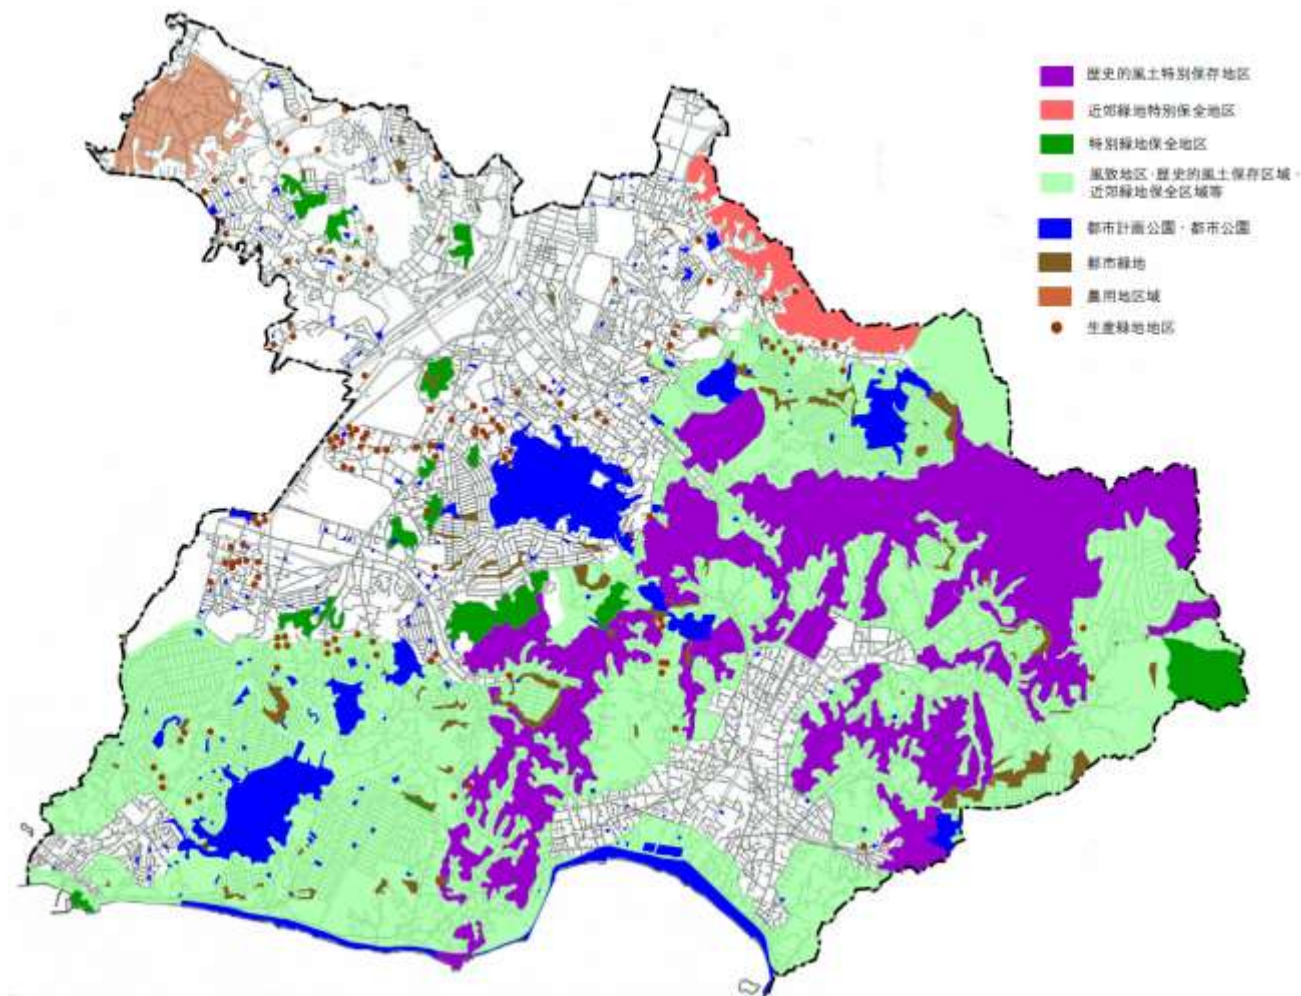 歴史的風土特別保存地区
近郊緑地特別保全地区
特別緑地保全地区
風致地区・歴史的風土保存区域・
近郊緑地保全区域等
都市計画公園・都市公園
都市緑地
農用地区域
生産緑地地区